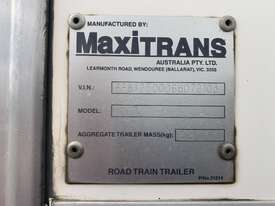 MANUFACTURED BY:
MaxiTRANS
AUSTRALIA PTY. LTD.
LEARMONTH ROAD, WENDOUREE (BALLARAT), VIC. 3355
V.I.N.:
MODEL:
AGGREGATE TRAILER MASS(kg):
ROAD TRAIN TRAILER